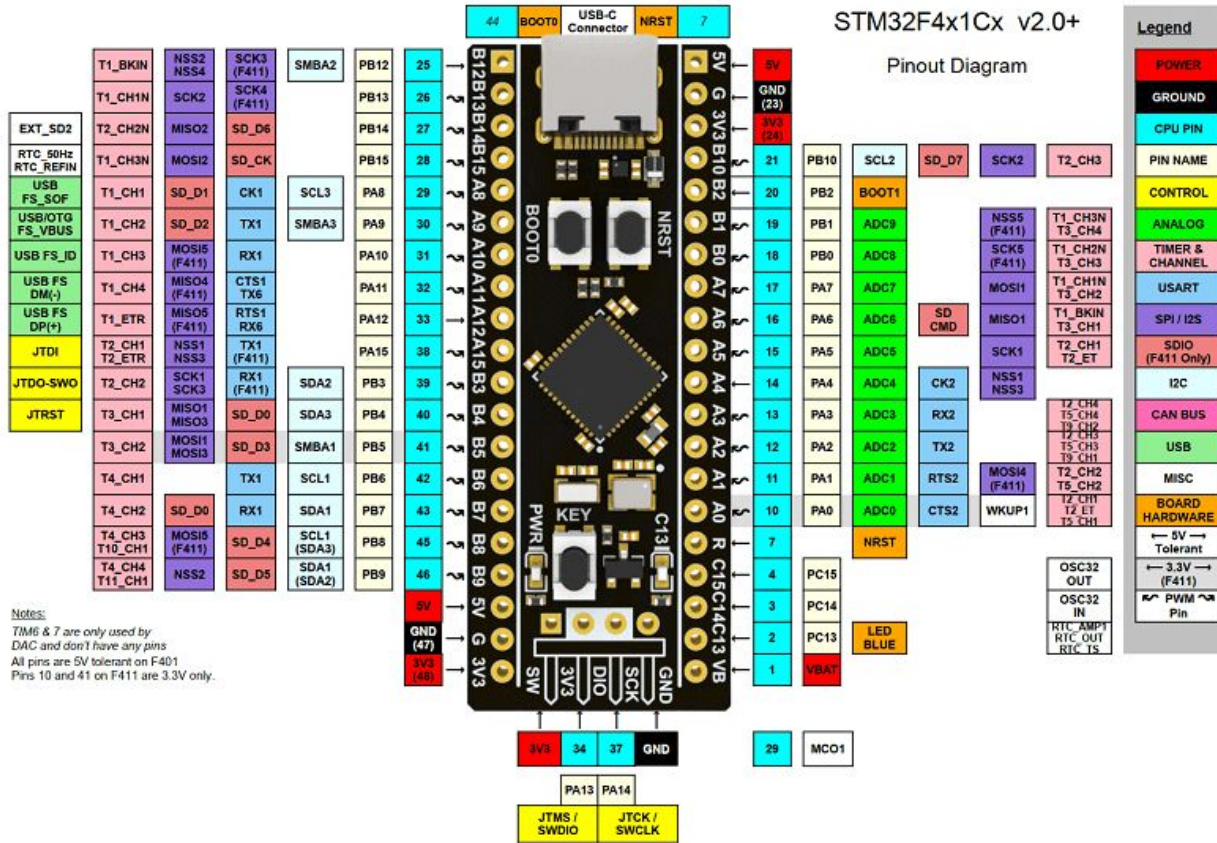 44 BOOT0 USB-C NRST 7
Connector
STM32F4x1Cx v2.0+
Pinout Diagram
Legend
POWER
GROUND
CPU PIN
PIN NAME
CONTROL
ANALOG
TIMER &
CHANNEL
USART
SPI / I2S
SDIO
(F411 Only)
I2C
CAN BUS
USB
MISC
BOARD
HARDWARE
← 5V →
Tolerant
← 3.3V →
(F411)
PWM
Pin
T1_BKIN NSS2 NSS4 SCK3 (F411) SMBA2 PB12 25 B12
T1_CH1N SCK2 SCK4 (F411) PB13 26 B13
EXT_SD2 T2_CH2N MISO2 SD_D6 PB14 27 B14
RTC_50Hz RTC_REFIN T1_CH3N MOSI2 SD_CK PB15 28 B15
USB FS_SOF T1_CH1 SD_D1 CK1 SCL3 PA8 29 A8
USB/OTG FS_VBUS T1_CH2 SD_D2 TX1 SMBA3 PA9 30 A9
USB FS_ID T1_CH3 MOSI5 (F411) RX1 PA10 31 A10
USB FS DM(-) T1_CH4 MISO4 (F411) CTS1 TX6 PA11 32 A11
USB FS DP(+) T1_ETR MISO5 (F411) RTS1 RX6 PA12 33 A12
JTDI T2_CH1 T2_ETR NSS1 NSS3 TX1 (F411) PA15 38 A15
JTDO-SWO T2_CH2 SCK1 SCK3 RX1 (F411) SDA2 PB3 39 B3
JTRST T3_CH1 MISO1 MISO3 SD_D0 SDA3 PB4 40 B4
T3_CH2 MOSI1 MOSI3 SD_D3 SMBA1 PB5 41 B5
T4_CH1 TX1 SCL1 PB6 42 B6
T4_CH2 SD_D0 RX1 SDA1 PB7 43 B7
T4_CH3 T10_CH1 MOSI5 (F411) SD_D4 SCL1 (SDA3) PB8 45 B8
T4_CH4 T11_CH1 NSS2 SD_D5 SDA1 (SDA2) PB9 46 B9
5V 5V
GND (47) G
3V3 (48) 3V3
BOOT0 NRST
KEY
PWR C13
5V 5V
G GND (23)
3V3 3V3 (24)
B10 21 PB10 SCL2 SD_D7 SCK2 T2_CH3
B2 20 PB2 BOOT1
B1 19 PB1 ADC9 NSS5 (F411) T1_CH3N T3_CH4
B0 18 PB0 ADC8 SCK5 (F411) T1_CH2N T3_CH3
A7 17 PA7 ADC7 MOSI1 T1_CH1N T3_CH2
A6 16 PA6 ADC6 SD CMD MISO1 T1_BKIN T3_CH1
A5 15 PA5 ADC5 SCK1 T2_CH1 T2_ET
A4 14 PA4 ADC4 CK2 NSS1 NSS3
A3 13 PA3 ADC3 RX2 T2_CH4 T5_CH4 T9_CH2
A2 12 PA2 ADC2 TX2 T2_CH3 T5_CH3 T9_CH1
A1 11 PA1 ADC1 RTS2 MOSI4 (F411) T2_CH2 T5_CH2
A0 10 PA0 ADC0 CTS2 WKUP1 T2_CH1 T2_ET T5_CH1
R 7 NRST
C15 4 PC15 OSC32 OUT
C14 3 PC14 OSC32 IN
C13 2 PC13 LED BLUE RTC_AMP1 RTC_OUT RTC_TS
VB 1 VBAT
SW 3V3 DIO SCK GND
3V3 34 37 GND
29 MCO1
PA13 PA14
JTMS / SWDIO
JTCK / SWCLK
Notes:
TIM6 & 7 are only used by
DAC and don't have any pins
All pins are 5V tolerant on F401
Pins 10 and 41 on F411 are 3.3V only.